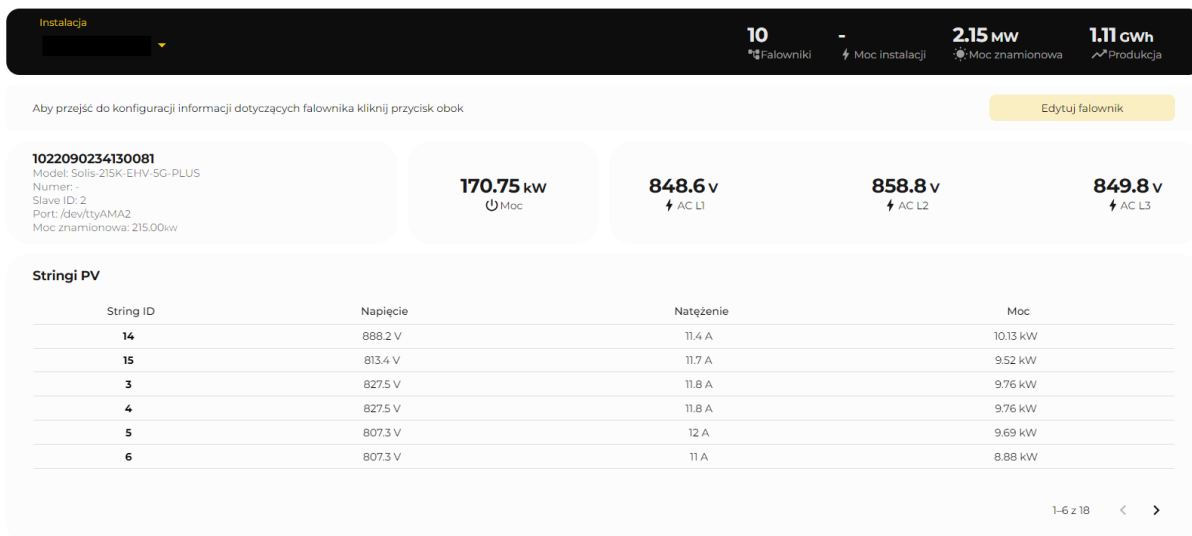 Instalacja
10
Falowniki
-
Moc instalacji
2.15 MW
Moc znamionowa
1.11 GWh
Produkcja
Aby przejść do konfiguracji informacji dotyczących falownika kliknij przycisk obok
Edytuj falownik
1022090234130081
Model: Solis-215K-EHV-5G-PLUS
Numer: -
Slave ID: 2
Port: /dev/ttyAMA2
Moc znamionowa: 215.00kW
170.75 kW
Moc
848.6 V
AC L1
858.8 V
AC L2
849.8 V
AC L3
Stringi PV
String ID Napięcie Natężenie Moc
14 888.2 V 11.4 A 10.13 kW
15 813.4 V 11.7 A 9.52 kW
3 827.5 V 11.8 A 9.76 kW
4 827.5 V 11.8 A 9.76 kW
5 807.3 V 12 A 9.69 kW
6 807.3 V 11 A 8.88 kW
1–6 z 18